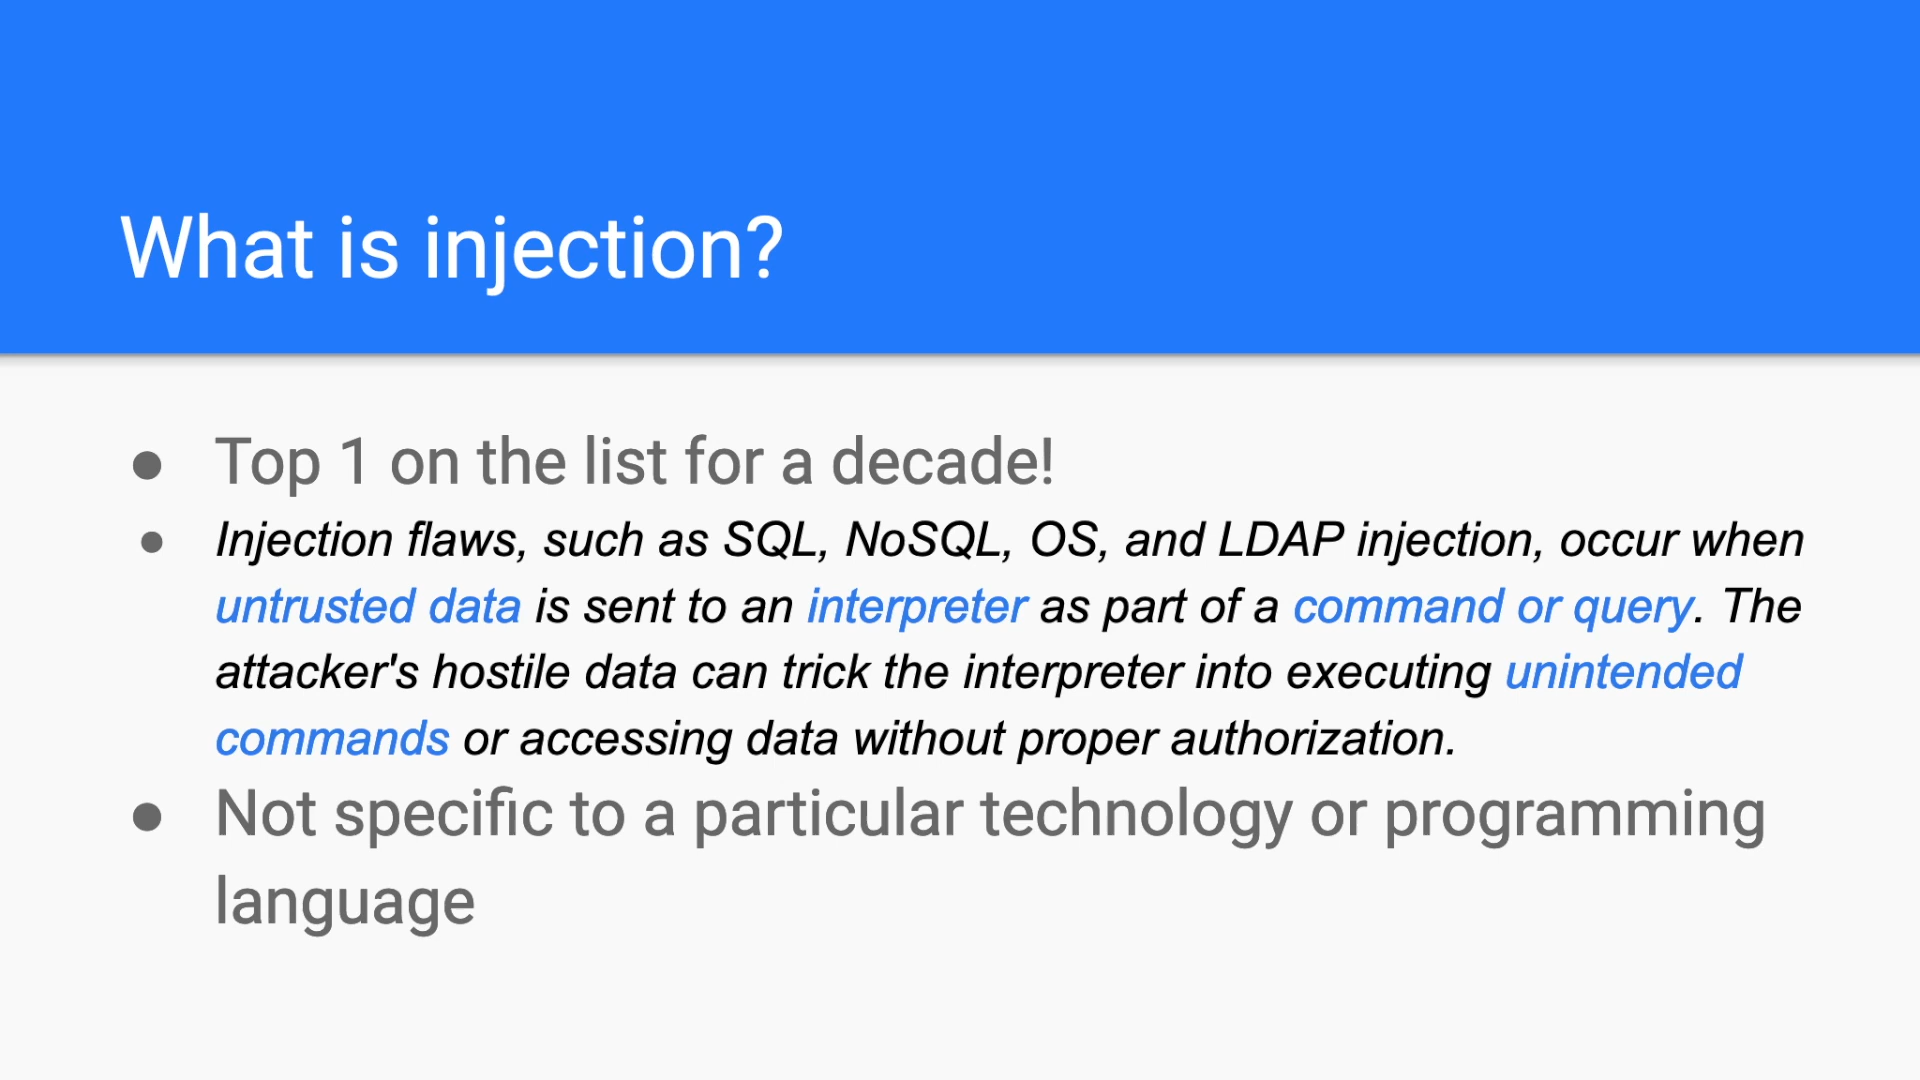 What is injection?
● Top 1 on the list for a decade!
● Injection flaws, such as SQL, NoSQL, OS, and LDAP injection, occur when
untrusted data is sent to an interpreter as part of a command or query. The
attacker's hostile data can trick the interpreter into executing unintended
commands or accessing data without proper authorization.
● Not specific to a particular technology or programming
language